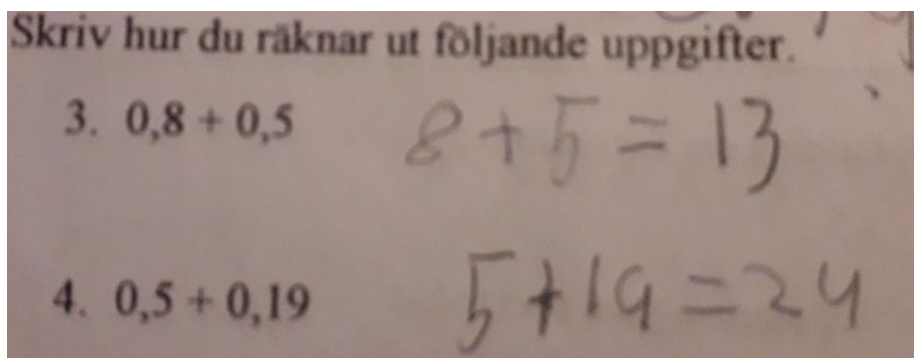 Skriv hur du räknar ut följande uppgifter.
3. 0,8 + 0,5 8 + 5 = 13
4. 0,5 + 0,19 5 + 19 = 24